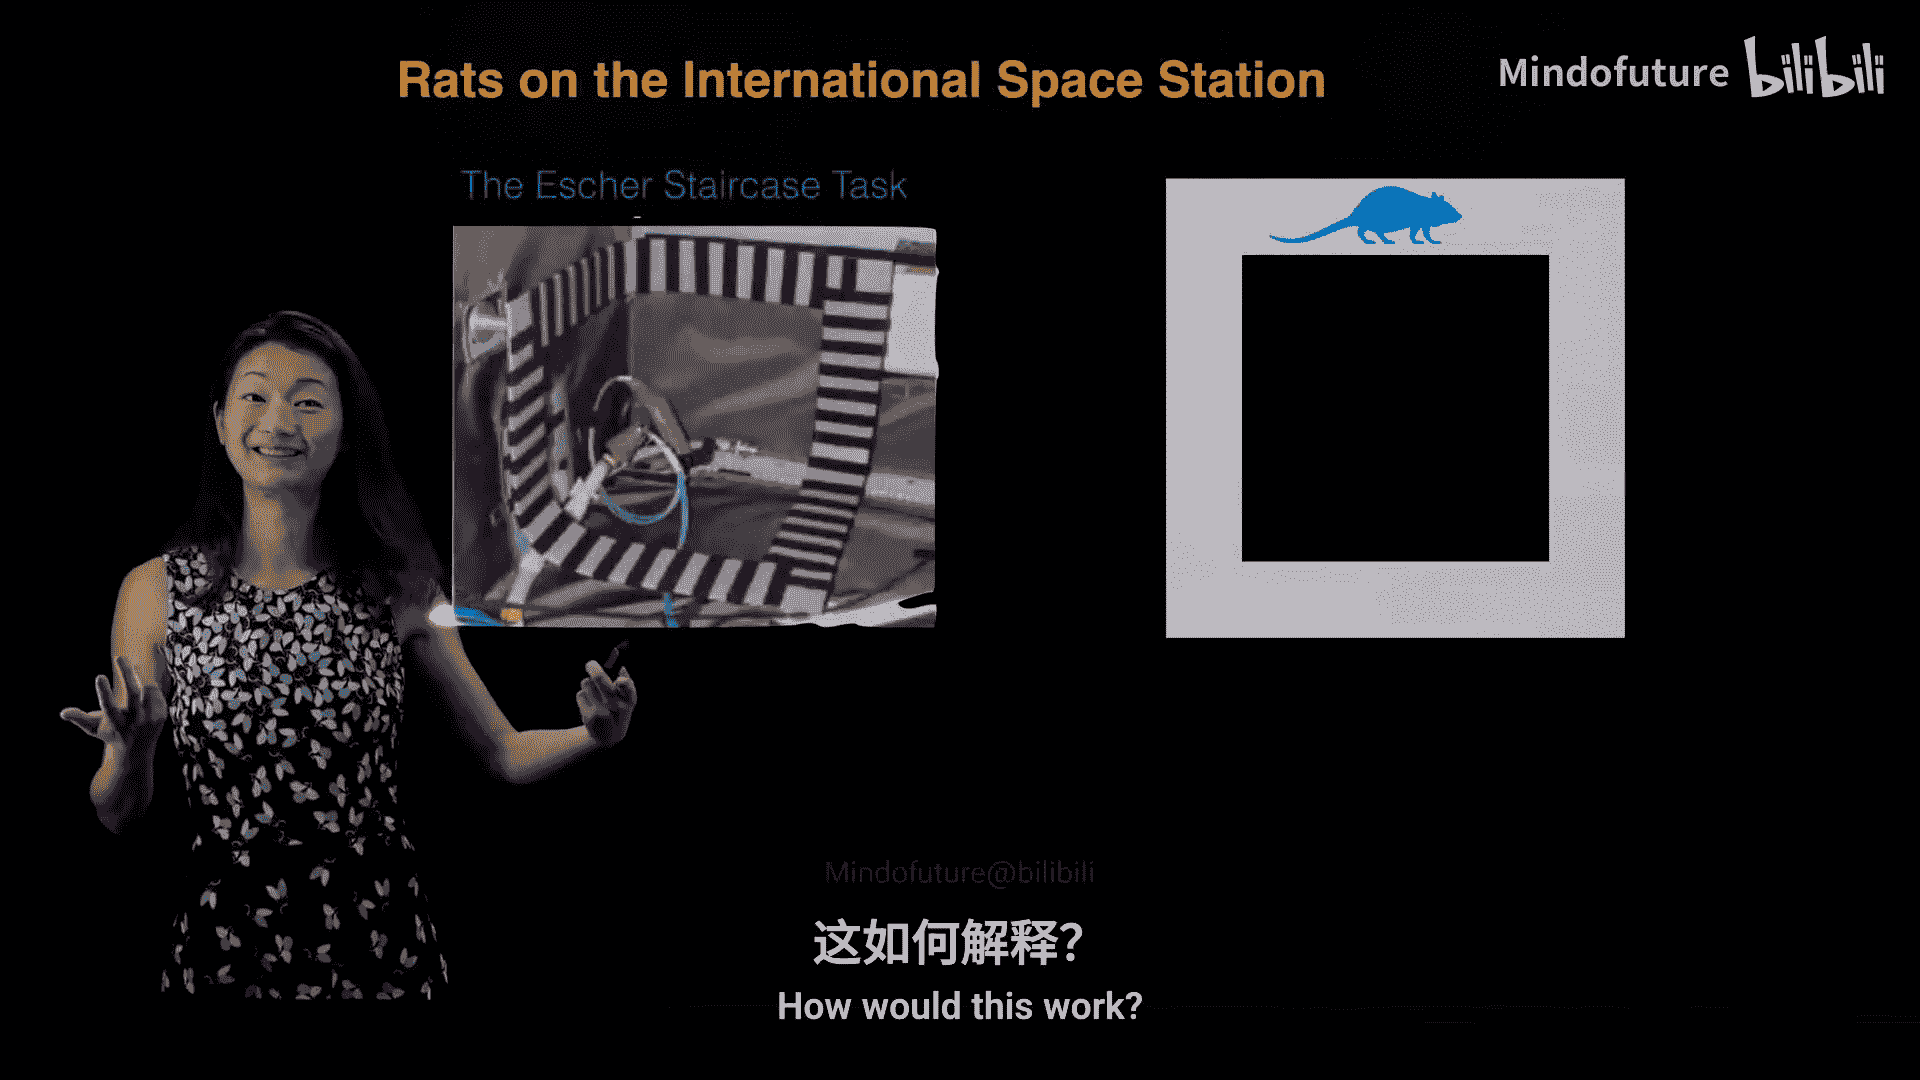 Rats on the International Space Station
Mindofuture bilibili
The Escher Staircase Task
Mindofuture@bilibili
这如何解释？
How would this work?